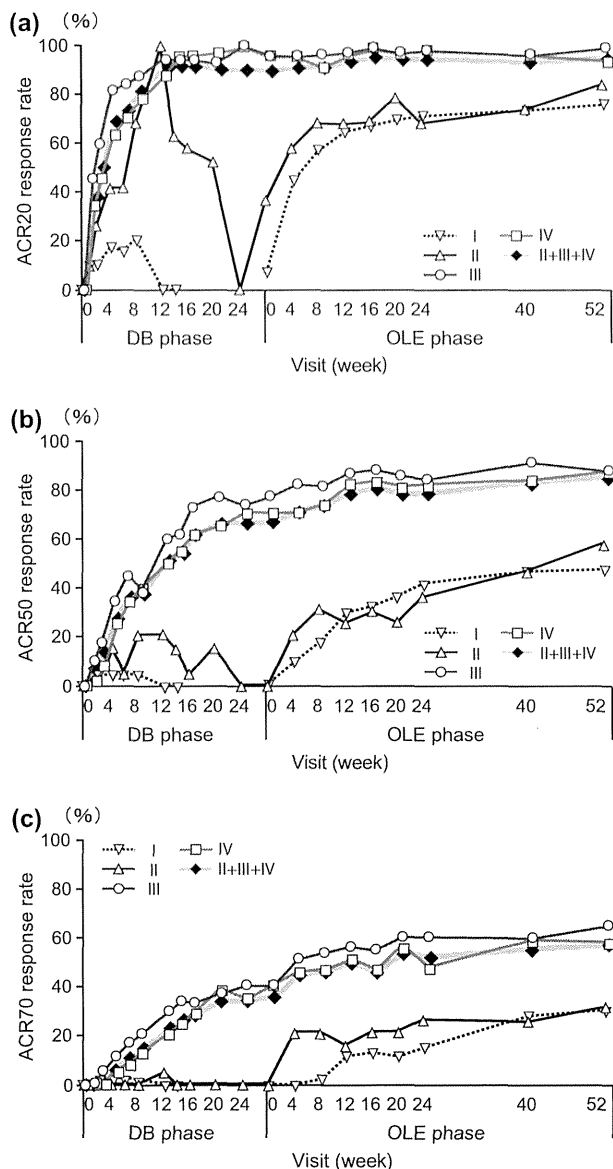 (a) (%)
ACR20 response rate
100
80
60
40
20
0
I IV
II II+III+IV
III
0 4 8 12 16 20 24 0 4 8 12 16 20 24 40 52
DB phase OLE phase
Visit (week)
(b) (%)
ACR50 response rate
100
80
60
40
20
0
I IV
II II+III+IV
III
0 4 8 12 16 20 24 0 4 8 12 16 20 24 40 52
DB phase OLE phase
Visit (week)
(c) (%)
ACR70 response rate
100
80
60
40
20
0
I IV
II II+III+IV
III
0 4 8 12 16 20 24 0 4 8 12 16 20 24 40 52
DB phase OLE phase
Visit (week)